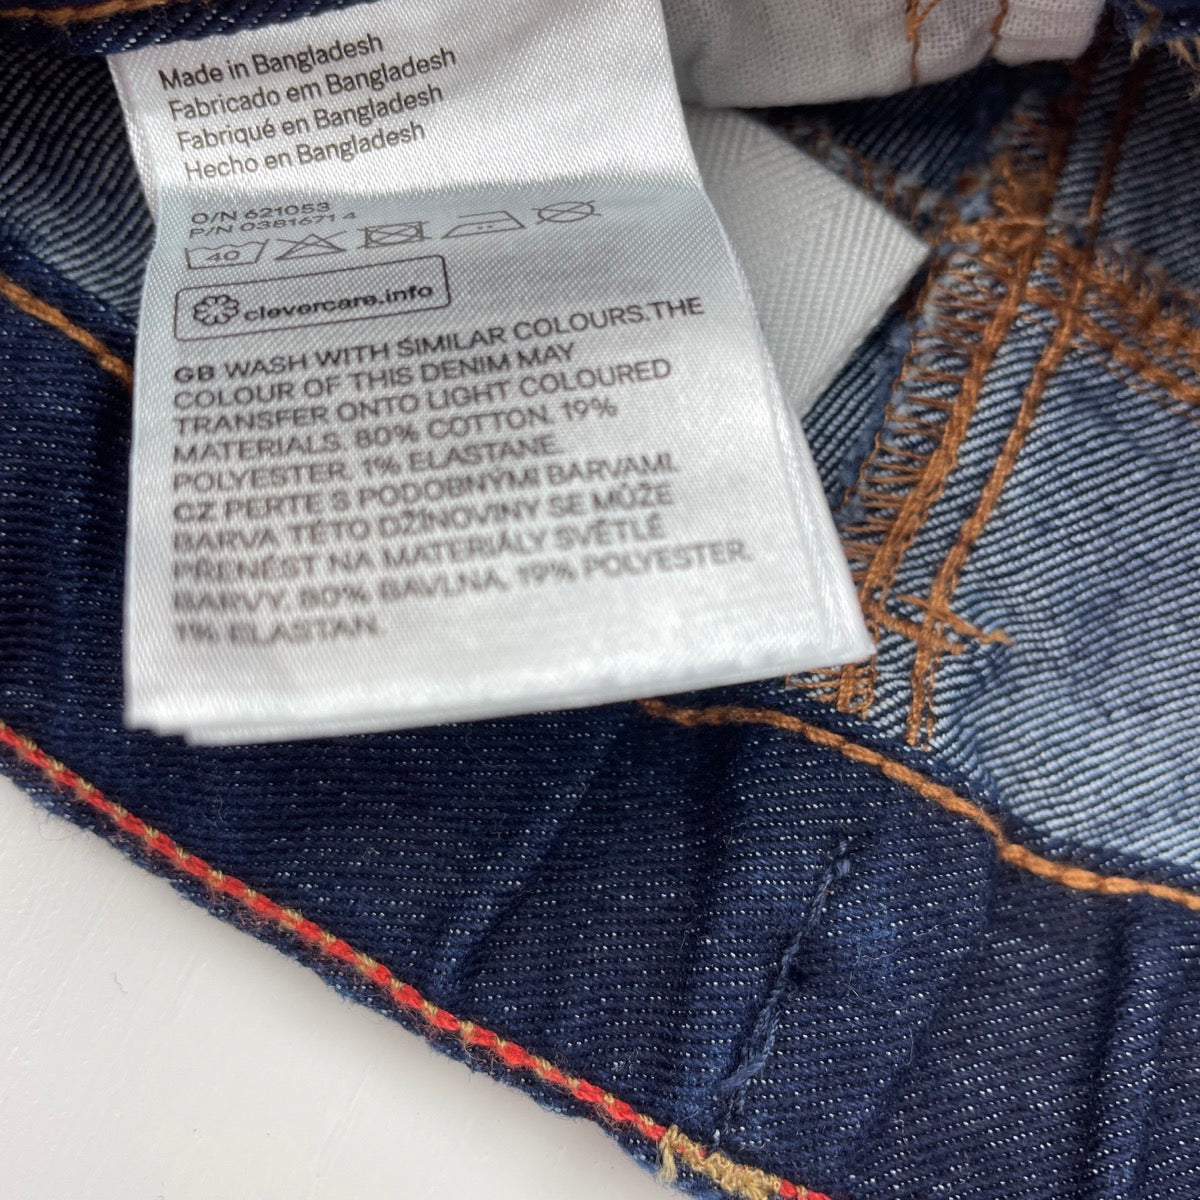 Made in Bangladesh
Fabricado em Bangladesh
Fabriqué en Bangladesh
Hecho en Bangladesh
O/N 621053
P/N 03816714
40
clevercare.info
GB WASH WITH SIMILAR COLOURS.THE
COLOUR OF THIS DENIM MAY
TRANSFER ONTO LIGHT COLOURED
MATERIALS. 80% COTTON, 19%
POLYESTER, 1% ELASTANE.
CZ PERTE S PODOBNÝMI BARVAMI.
BARVA TÉTO DŽÍNOVINY SE MŮŽE
PŘENÉST NA MATERIÁLY SVĚTLÉ
BARVY. 80% BAVLNA, 19% POLYESTER,
1% ELASTAN.